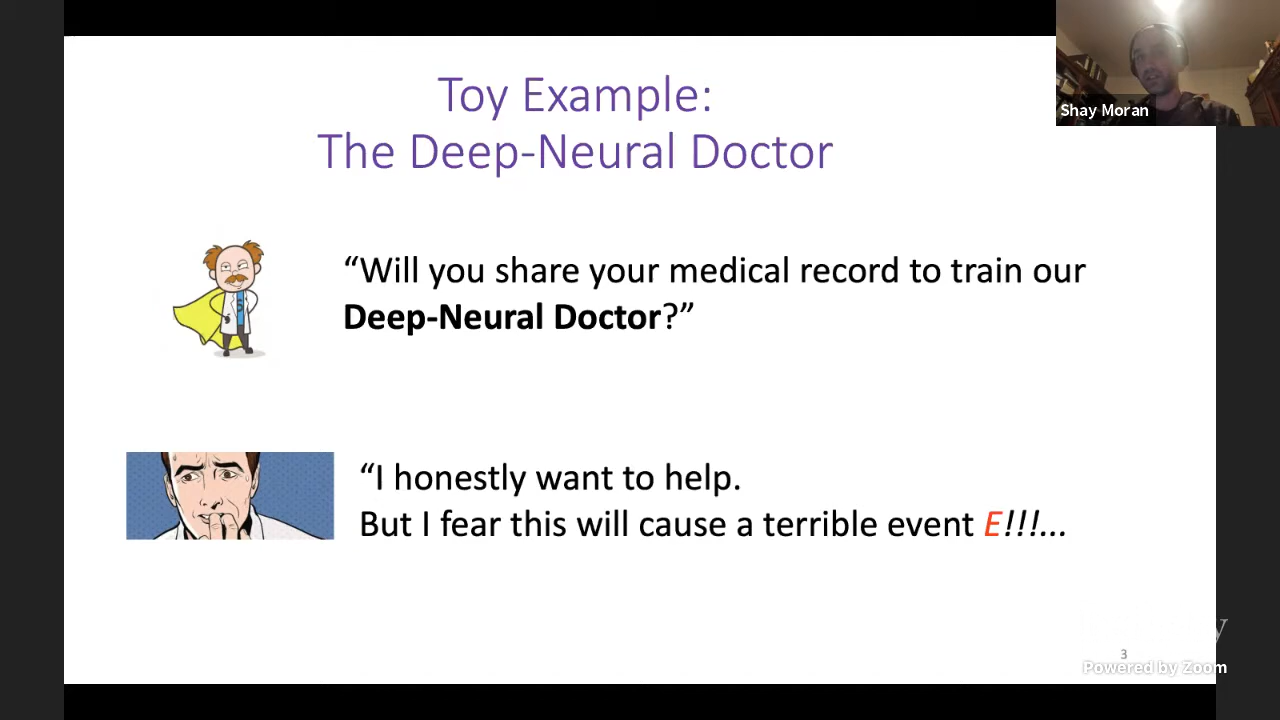 Shay Moran
Toy Example:
The Deep-Neural Doctor
“Will you share your medical record to train our
Deep-Neural Doctor?”
“I honestly want to help.
But I fear this will cause a terrible event E!!!...
3
Powered by Zoom